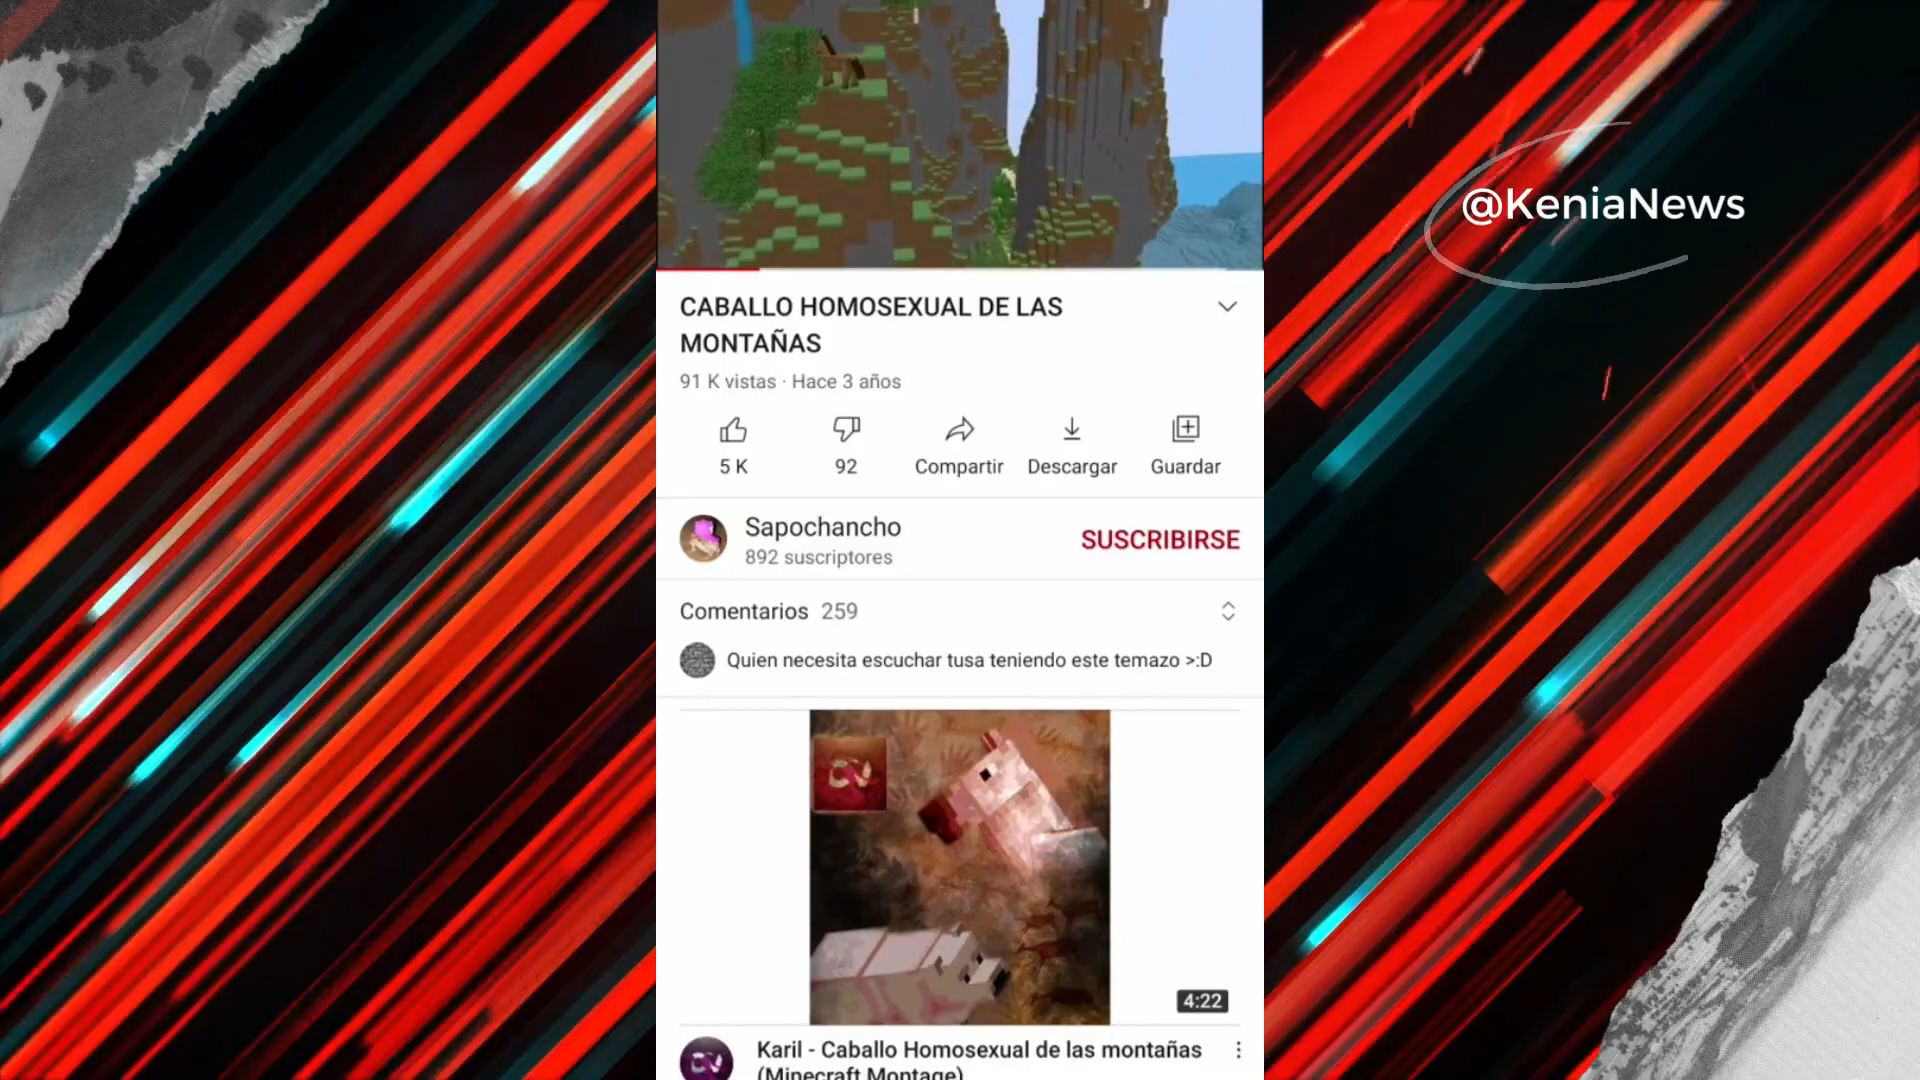 @KeniaNews
CABALLO HOMOSEXUAL DE LAS
MONTAÑAS
91 K vistas · Hace 3 años
5 K
92
Compartir
Descargar
Guardar
Sapochancho
892 suscriptores
SUSCRIBIRSE
Comentarios 259
Quien necesita escuchar tusa teniendo este temazo >:D
4:22
Karil - Caballo Homosexual de las montañas
(Minecraft Montage)